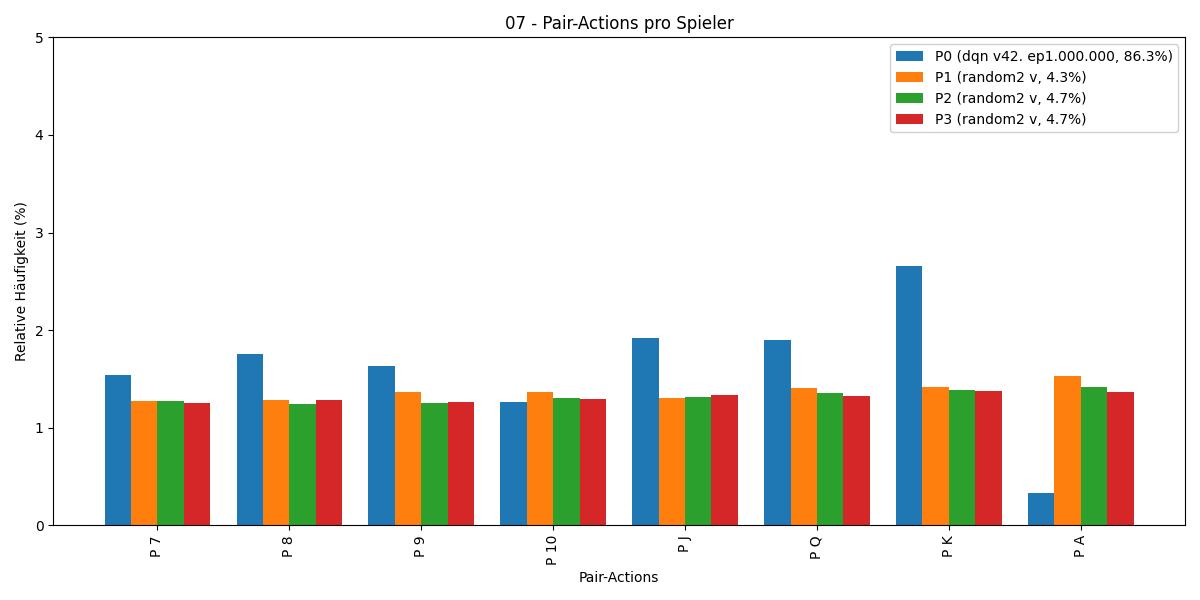 07 - Pair-Actions pro Spieler
P0 (dqn v42. ep1.000.000, 86.3%)
P1 (random2 v, 4.3%)
P2 (random2 v, 4.7%)
P3 (random2 v, 4.7%)
Relative Häufigkeit (%)
5
4
3
2
1
0
P 7
P 8
P 9
P 10
P J
P Q
P K
P A
Pair-Actions